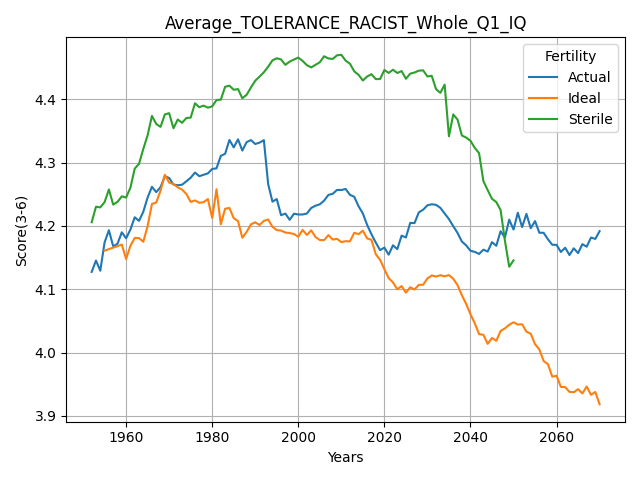 Average_TOLERANCE_RACIST_Whole_Q1_IQ
Fertility
Actual
Ideal
Sterile
Score(3-6)
4.4
4.3
4.2
4.1
4.0
3.9
1960 1980 2000 2020 2040 2060
Years